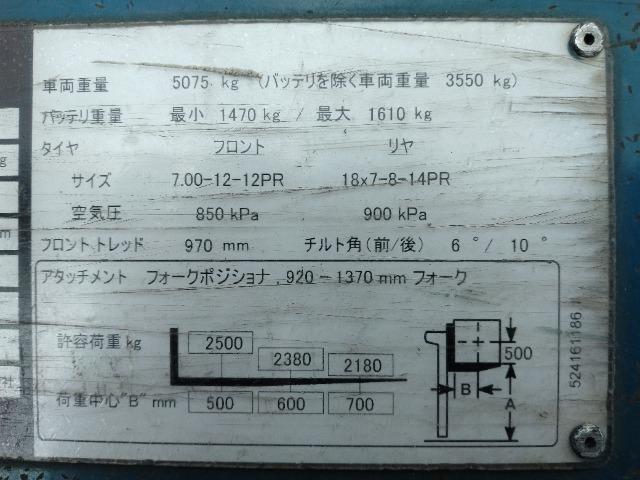 車両重量 5075 kg (バッテリを除く車両重量 3550 kg)
バッテリ重量 最小 1470 kg / 最大 1610 kg
タイヤ フロント リヤ
サイズ 7.00-12-12PR 18x7-8-14PR
空気圧 850 kPa 900 kPa
フロントトレッド 970 mm チルト角(前/後) 6 °/ 10 °
アタッチメント フォークポジショナ, 920-1370 mm フォーク
許容荷重 kg 2500 2380 2180
荷重中心"B" mm 500 600 700
500
B
A
524161186
g
m
社